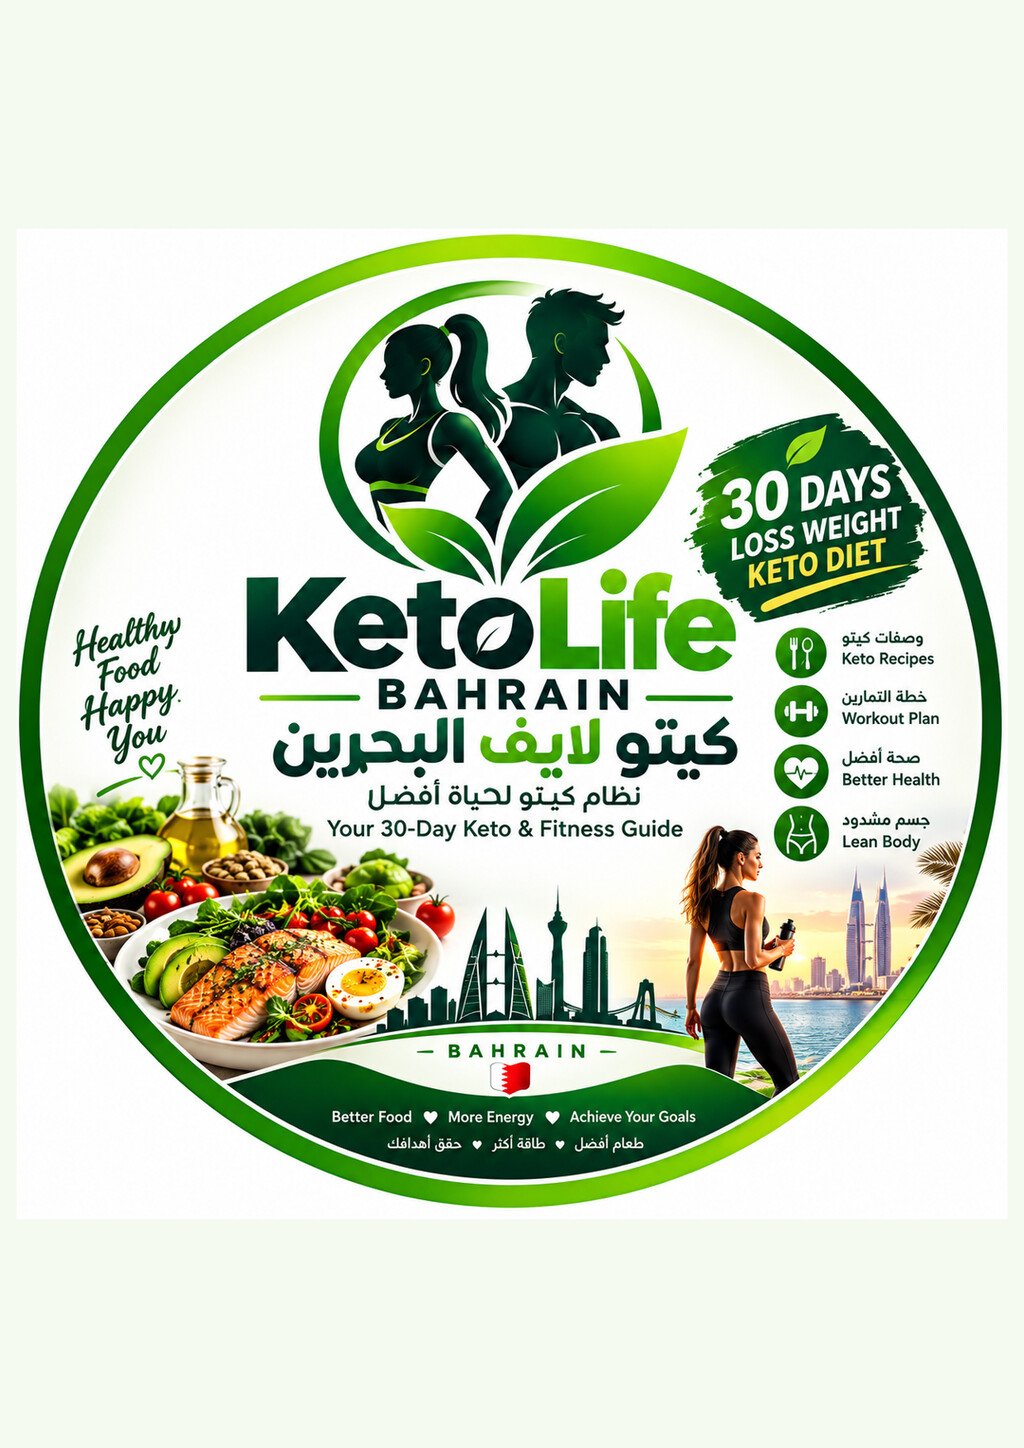 30 DAYS
LOSS WEIGHT
KETO DIET
KetoLife
BAHRAIN
كيتو لايف البحرين
نظام كيتو لحياة أفضل
Your 30-Day Keto & Fitness Guide
Healthy
Food
Happy
You
وصفات كيتو
Keto Recipes
خطة التمارين
Workout Plan
صحة أفضل
Better Health
جسم مشدود
Lean Body
BAHRAIN
Better Food ♥ More Energy ♥ Achieve Your Goals
طعام أفضل ♥ طاقة أكثر ♥ حقق أهدافك